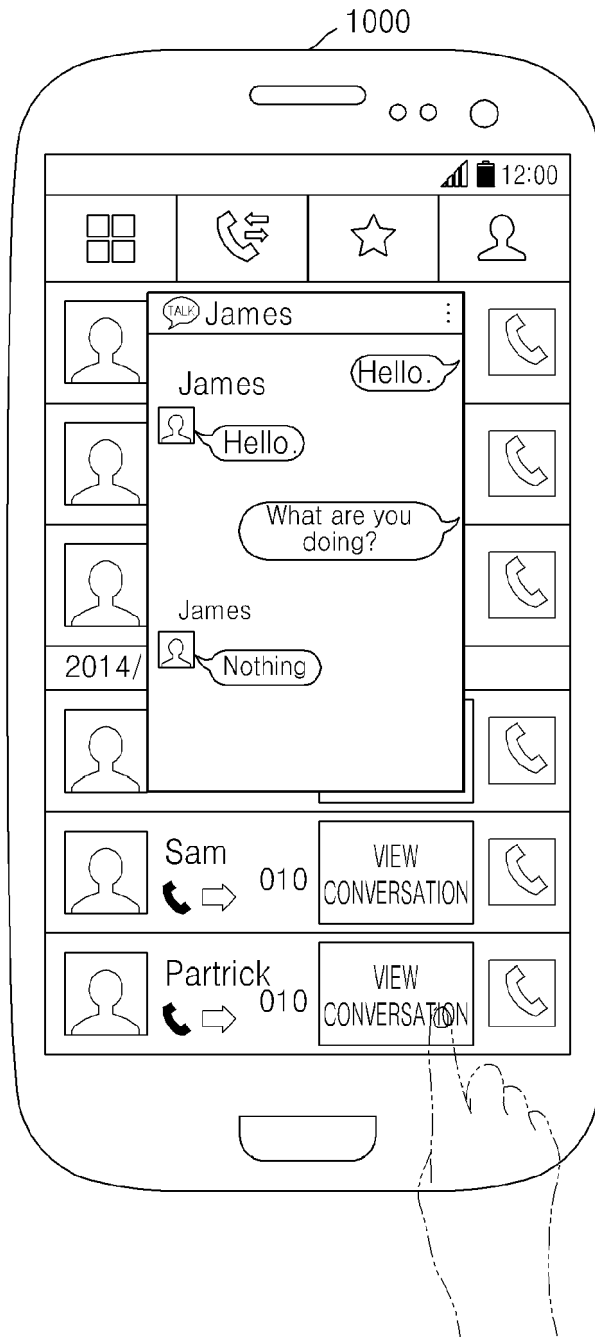 1000
12:00
TALK James
Hello.
James
Hello.
What are you
doing?
James
Nothing
2014/
Sam
010
VIEW
CONVERSATION
Partrick
010
VIEW
CONVERSATION